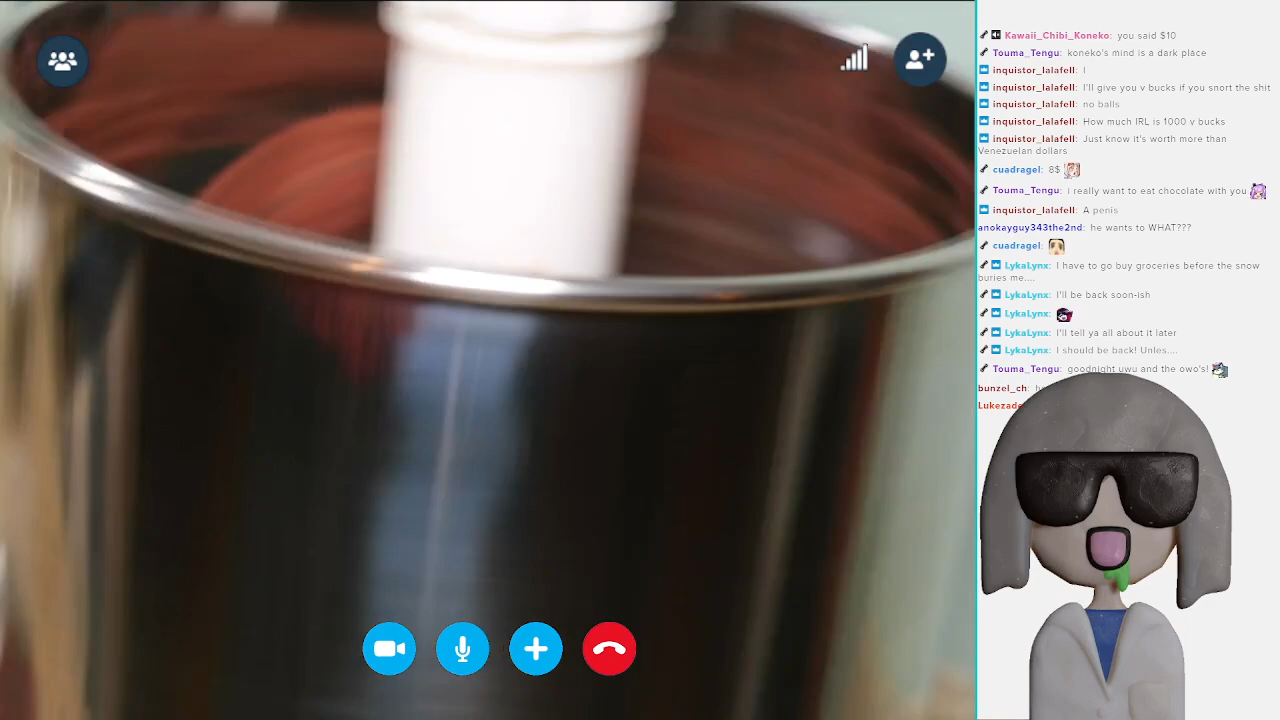 Kawaii_Chibi_Koneko: you said $10
Touma_Tengu: koneko's mind is a dark place
inquistor_lalafell: I
inquistor_lalafell: I'll give you v bucks if you snort the shit
inquistor_lalafell: no balls
inquistor_lalafell: How much IRL is 1000 v bucks
inquistor_lalafell: Just know it's worth more than
Venezuelan dollars
cuadragel: 8$
Touma_Tengu: i really want to eat chocolate with you
inquistor_lalafell: A penis
anokayguy343the2nd: he wants to WHAT???
cuadragel:
LykaLynx: I have to go buy groceries before the snow
buries me....
LykaLynx: I'll be back soon-ish
LykaLynx:
LykaLynx: I'll tell ya all about it later
LykaLynx: I should be back! Unles....
Touma_Tengu: goodnight uwu and the owo's!
bunzel_ch: